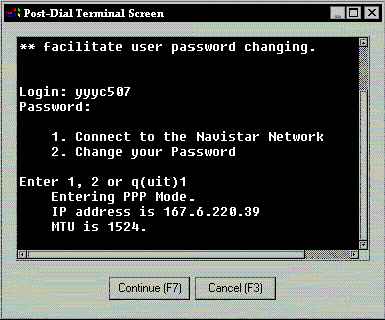 Post-Dial Terminal Screen
** facilitate user password changing.
Login: yyyc507
Password:
1. Connect to the Navistar Network
2. Change your Password
Enter 1, 2 or q(uit)1
Entering PPP Mode.
IP address is 167.6.220.39
MTU is 1524.
Continue (F7) Cancel (F3)